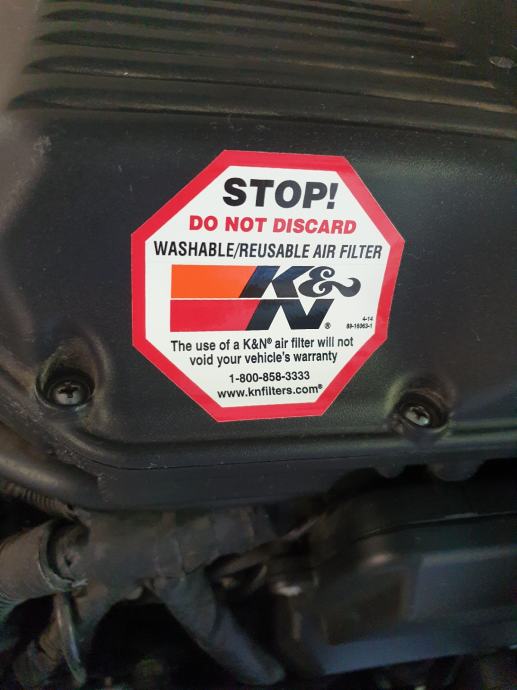 STOP!
DO NOT DISCARD
WASHABLE/REUSABLE AIR FILTER
K&N®
4-14
89-16063-1
The use of a K&N® air filter will not
void your vehicle's warranty
1-800-858-3333
www.knfilters.com®